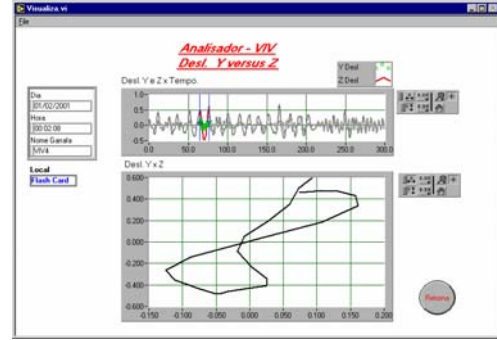 Visualiza.vi
File
Analisador - VIV
Desl. Y versus Z
Y Desl
Z Desl
Desl. Y e Z x Tempo.
1.0
0.5
0.0
-0.5
0.0 50.0 100.0 150.0 200.0 250.0 300.0
Dia
01/02/2001
Hora
00:02:08
Nome Garrafa
VIV4
Local
Flash Card
Desl. Y x Z
0.600
0.400
0.200
0.000
-0.200
-0.400
-0.600
-0.150 -0.100 -0.050 0.000 0.050 0.100 0.150 0.200
Retorna